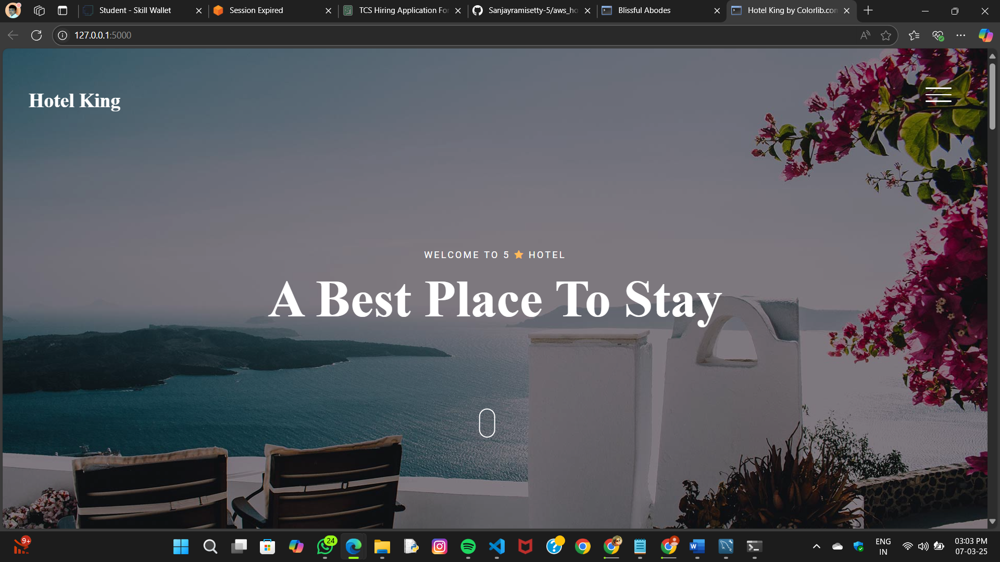 Student - Skill Wallet
Session Expired
TCS Hiring Application For
Sanjayramisetty-5/aws_ho
Blissful Abodes
Hotel King by Colorlib.com
127.0.0.1:5000
Hotel King
WELCOME TO 5 HOTEL
A Best Place To Stay
9+
24
ENG
IN
03:03 PM
07-03-25